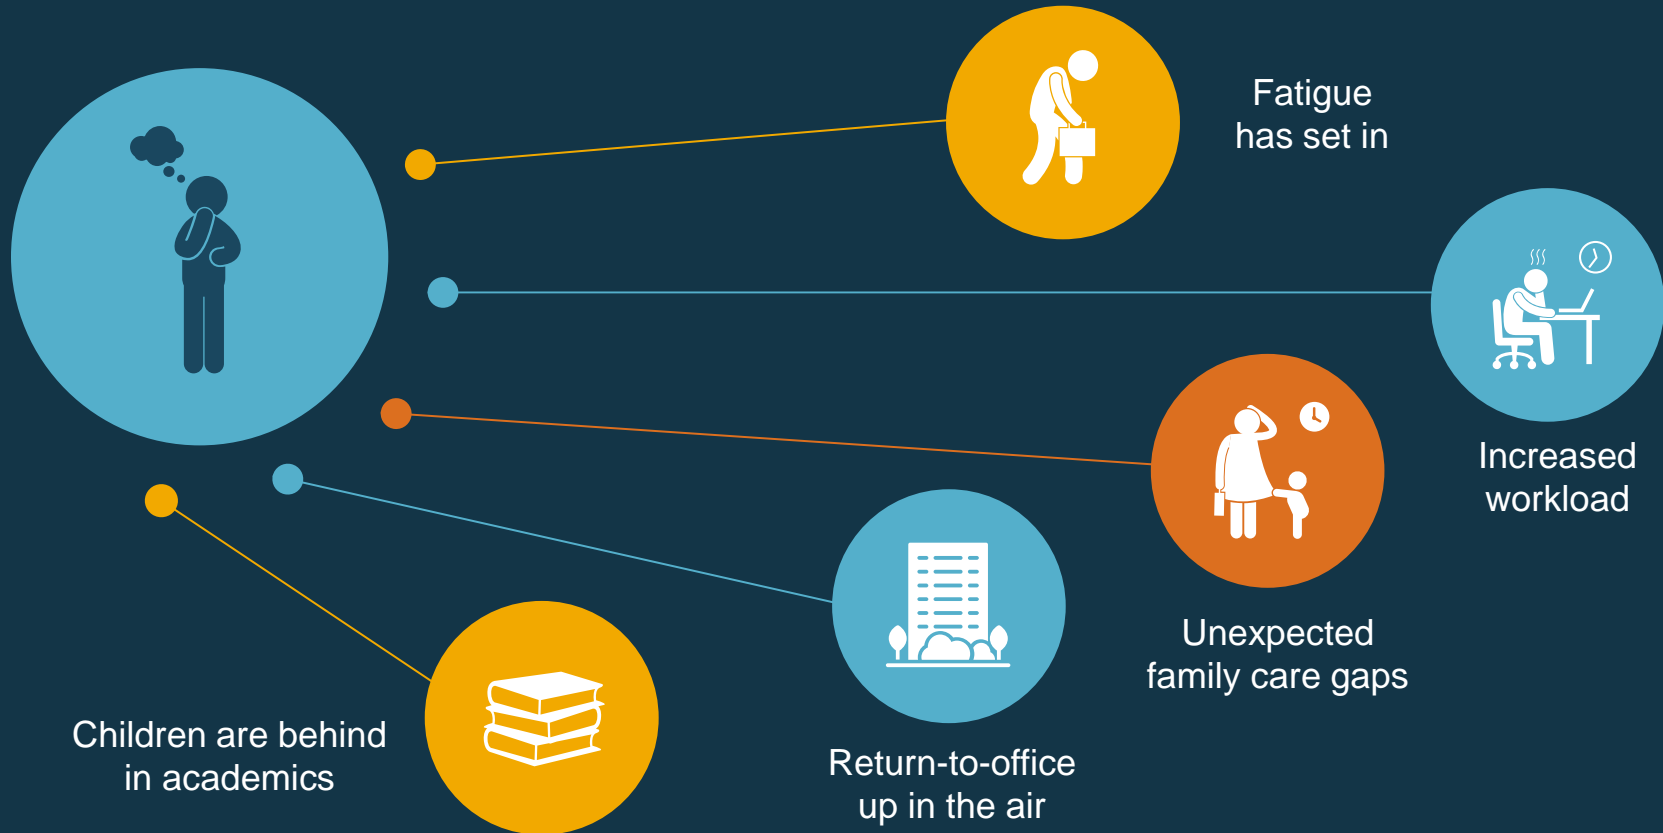 Fatigue
has set in
Increased
workload
Unexpected
family care gaps
Return-to-office
up in the air
Children are behind
in academics